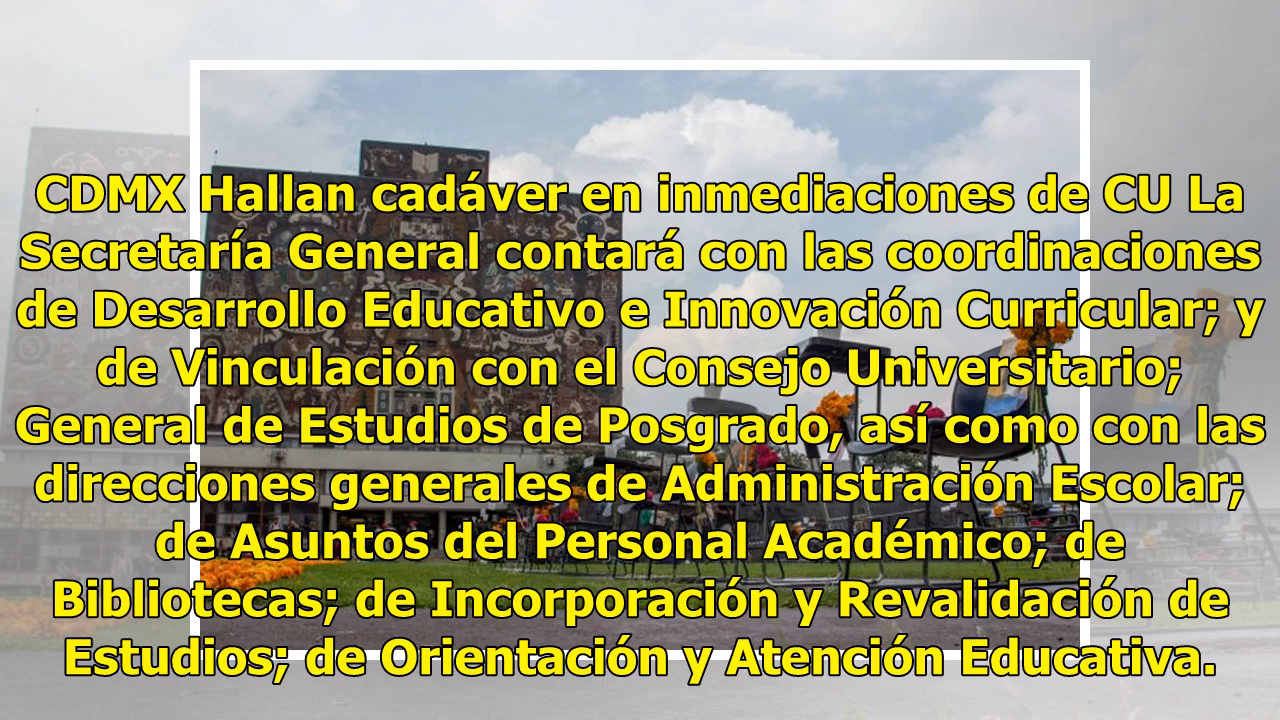 CDMX Hallan cadáver en inmediaciones de CU La
Secretaría General contará con las coordinaciones
de Desarrollo Educativo e Innovación Curricular; y
de Vinculación con el Consejo Universitario;
General de Estudios de Posgrado, así como con las
direcciones generales de Administración Escolar;
de Asuntos del Personal Académico; de
Bibliotecas; de Incorporación y Revalidación de
Estudios; de Orientación y Atención Educativa.